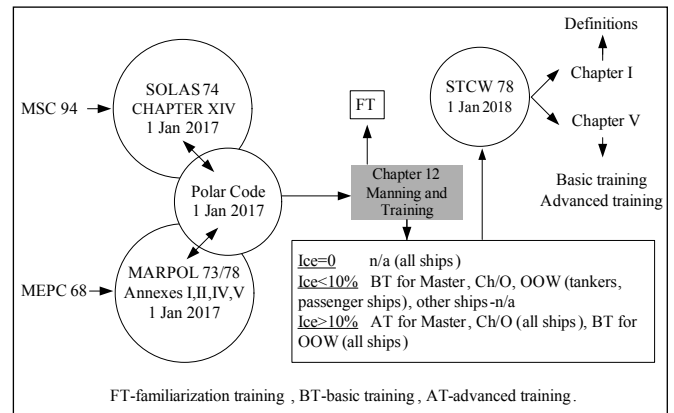 MSC 94
SOLAS 74
CHAPTER XIV
1 Jan 2017
Polar Code
1 Jan 2017
MEPC 68
MARPOL 73/78
Annexes I,II,IV,V
1 Jan 2017
FT
Chapter 12
Manning and
Training
STCW 78
1 Jan 2018
Definitions
Chapter I
Chapter V
Basic training
Advanced training
Ice=0 n/a (all ships)
Ice<10% BT for Master, Ch/O, OOW (tankers,
passenger ships), other ships-n/a
Ice>10% AT for Master, Ch/O (all ships), BT for
OOW (all ships)
FT-familiarization training , BT-basic training , AT-advanced training.